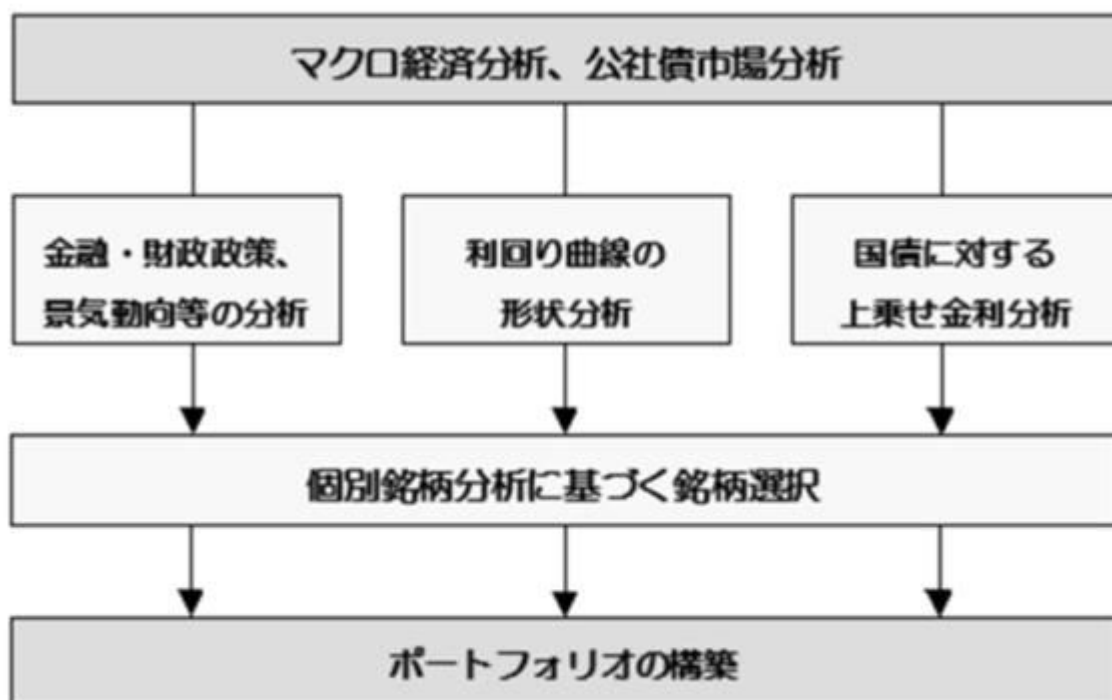 マクロ経済分析、公社債市場分析
金融・財政政策、
景気動向等の分析
利回り曲線の
形状分析
国債に対する
上乗せ金利分析
個別銘柄分析に基づく銘柄選択
ポートフォリオの構築